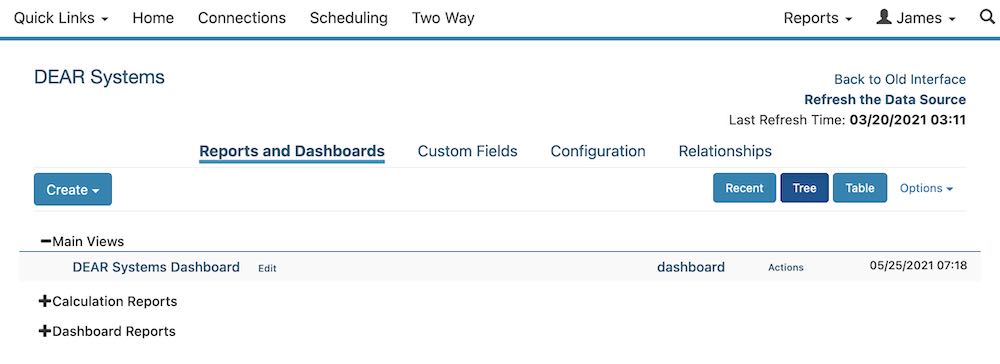 Quick Links Home Connections Scheduling Two Way Reports James
DEAR Systems
Back to Old Interface
Refresh the Data Source
Last Refresh Time: 03/20/2021 03:11
Reports and Dashboards Custom Fields Configuration Relationships
Create Recent Tree Table Options
Main Views
DEAR Systems Dashboard Edit dashboard Actions 05/25/2021 07:18
Calculation Reports
Dashboard Reports